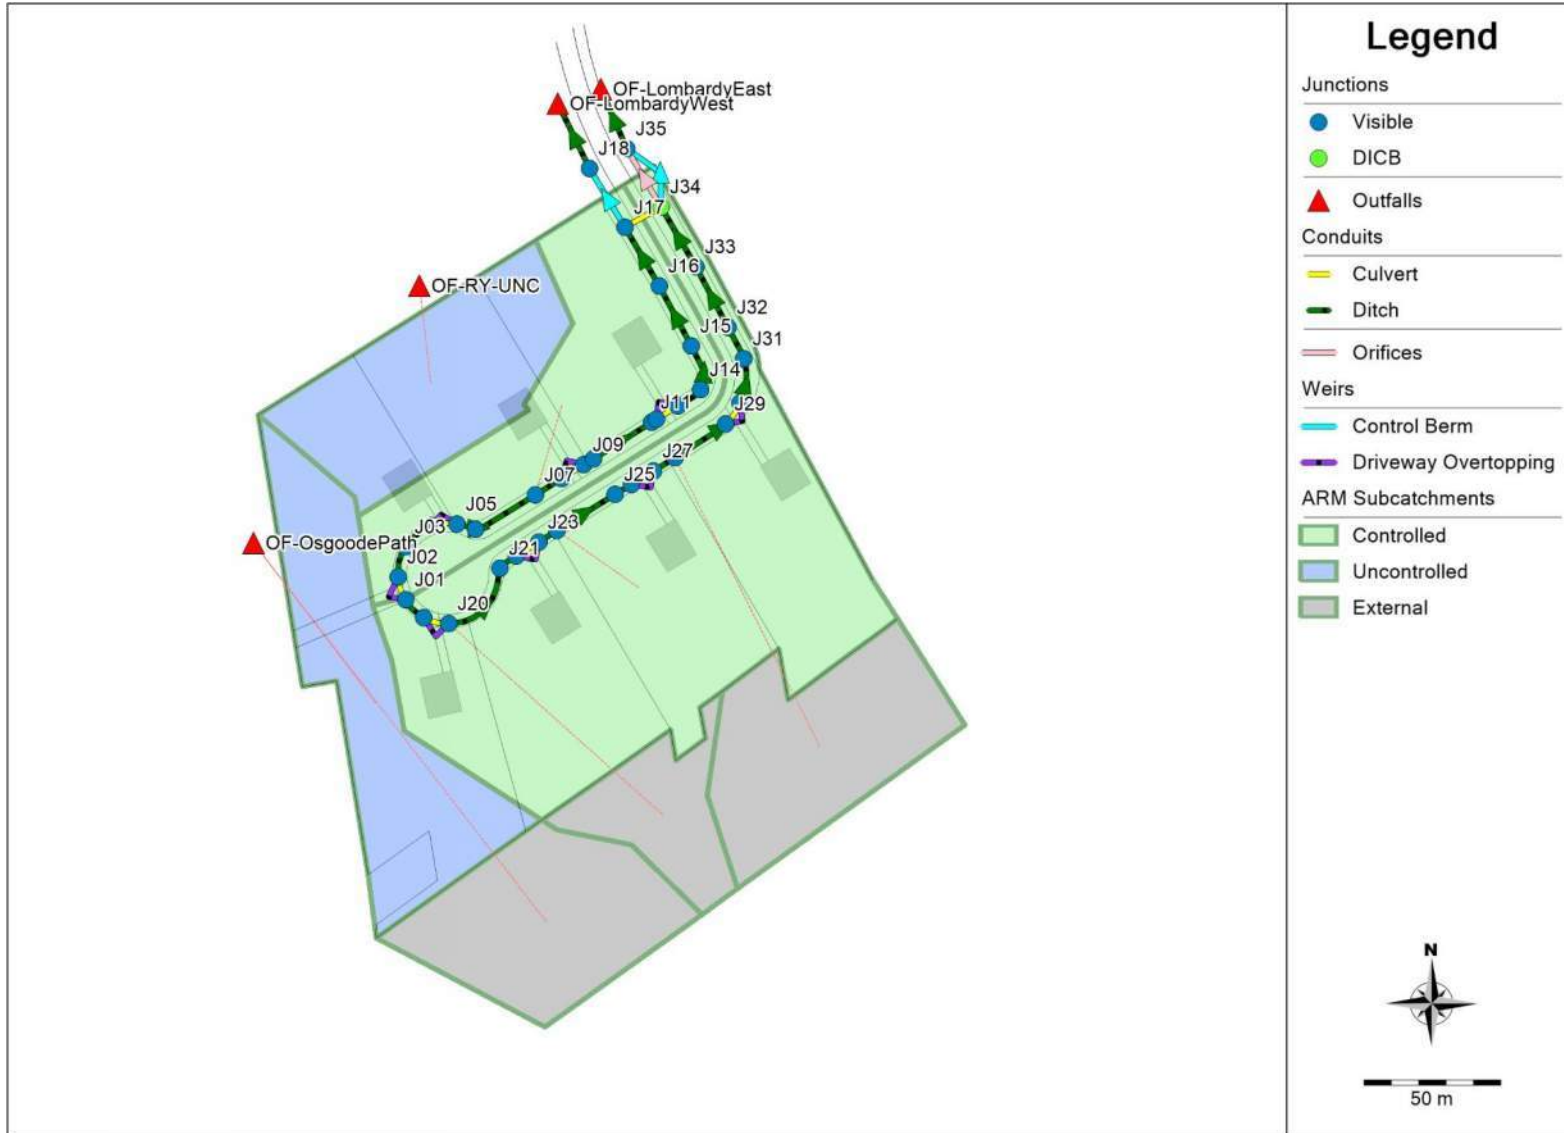 OF-LombardyEast
OF-LombardyWest
J35
J18
J34
J17
J33
J16
OF-RY-UNC
J32
J15
J31
J14
J11
J29
J09
J27
J07
J25
J05
J03
J23
OF-OsgoodePath
J02
J21
J01
J20
Legend
Junctions
Visible
DICB
Outfalls
Conduits
Culvert
Ditch
Orifices
Weirs
Control Berm
Driveway Overtopping
ARM Subcatchments
Controlled
Uncontrolled
External
N
50 m